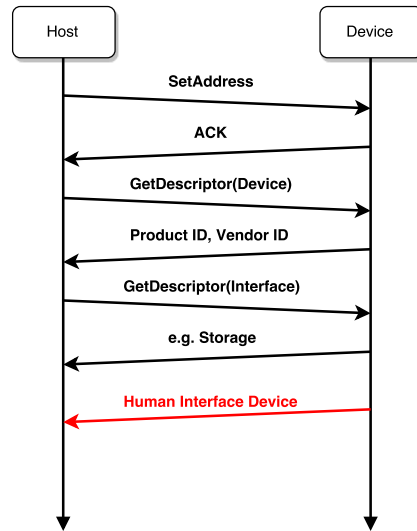 Host
Device
SetAddress
ACK
GetDescriptor(Device)
Product ID, Vendor ID
GetDescriptor(Interface)
e.g. Storage
Human Interface Device